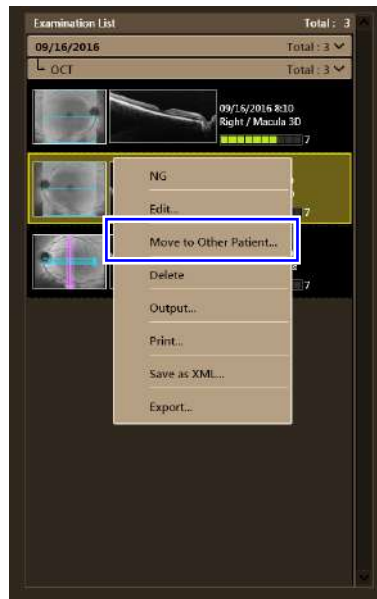 Examination List Total : 3
09/16/2016 Total : 3
OCT Total : 3
09/16/2016 8:10
Right / Macula 3D
7
NG
Edit...
7
Move to Other Patient...
Delete
7
Output...
Print...
Save as XML...
Export...